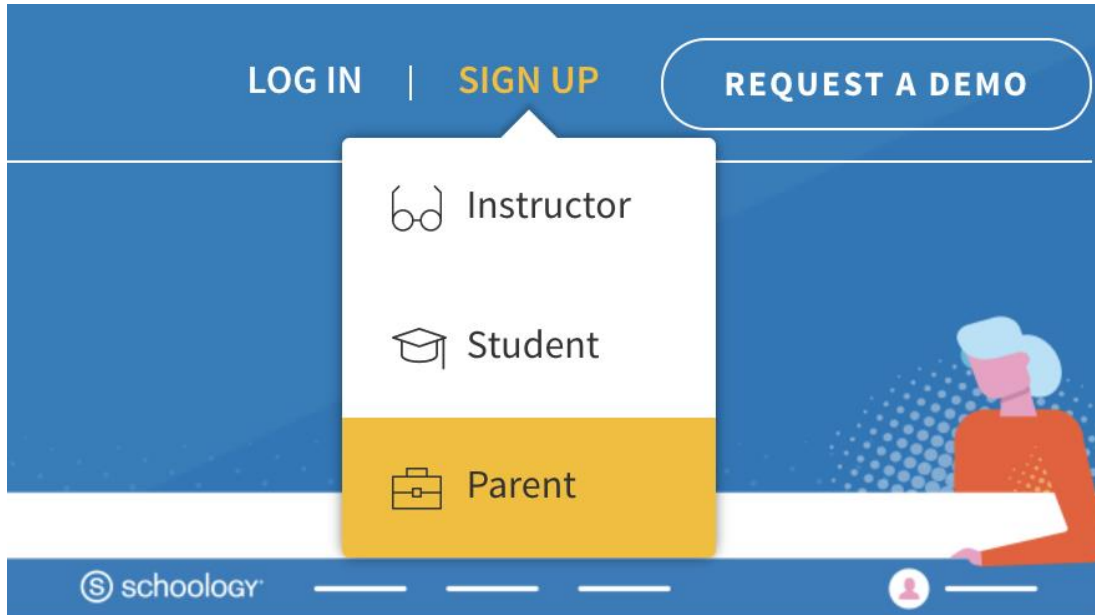 LOG IN | SIGN UP REQUEST A DEMO
Instructor
Student
Parent
S schoology